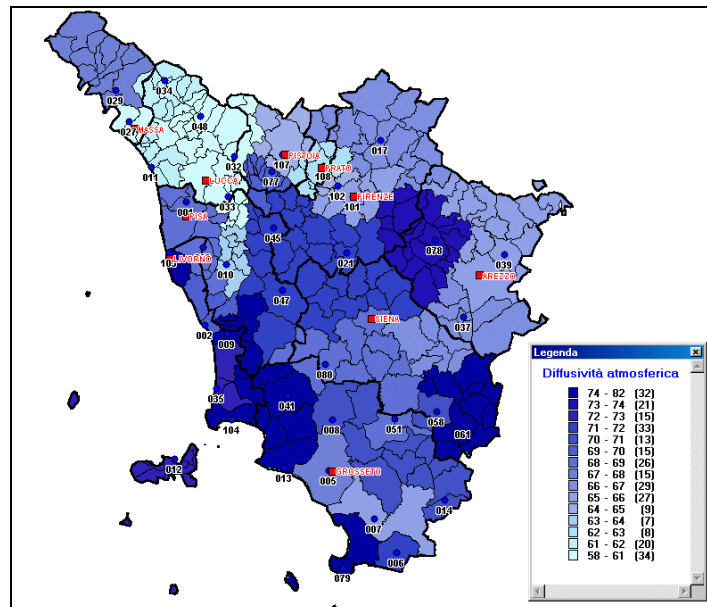 034
029
048
027
MASSA
017
PISTOIA
107
PRATO
108
032
011
077
LUCCA
102
FIRENZE
101
033
001
PISA
045
078
021
039
LIVORNO
109
010
AREZZO
047
037
SIENA
002
009
080
035
041
104
008
051
058
061
012
GROSSETO
005
013
014
007
006
079
Legenda
Diffusività atmosferica
74 - 82 (32)
73 - 74 (21)
72 - 73 (15)
71 - 72 (33)
70 - 71 (13)
69 - 70 (15)
68 - 69 (26)
67 - 68 (15)
66 - 67 (29)
65 - 66 (27)
64 - 65 (9)
63 - 64 (7)
62 - 63 (8)
61 - 62 (20)
58 - 61 (34)